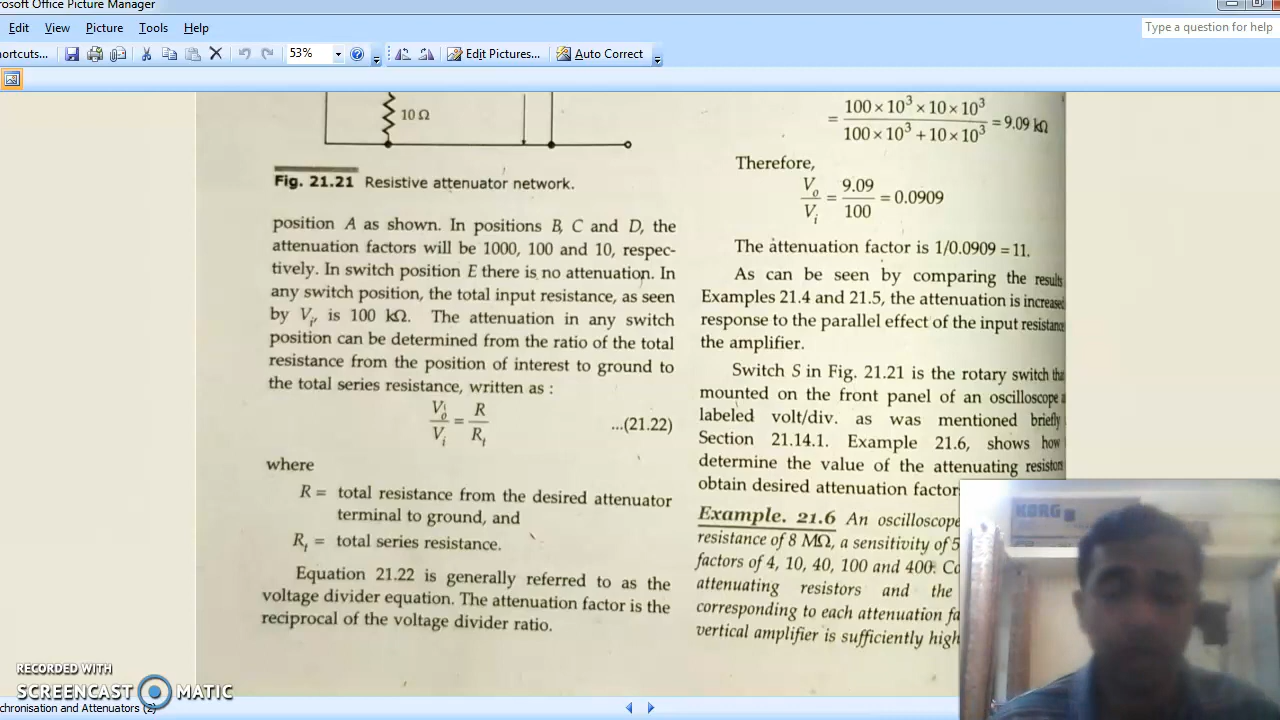 rosoft Office Picture Manager
Edit View Picture Tools Help
Type a question for help
ortcuts... 53% Edit Pictures... Auto Correct
10 Ω
Fig. 21.21 Resistive attenuator network.
position A as shown. In positions B, C and D, the
attenuation factors will be 1000, 100 and 10, respec-
tively. In switch position E there is no attenuation. In
any switch position, the total input resistance, as seen
by Vi, is 100 kΩ. The attenuation in any switch
position can be determined from the ratio of the total
resistance from the position of interest to ground to
the total series resistance, written as :
Vo/Vi = R/Rt ...(21.22)
where
R = total resistance from the desired attenuator
terminal to ground, and
Rt = total series resistance.
Equation 21.22 is generally referred to as the
voltage divider equation. The attenuation factor is the
reciprocal of the voltage divider ratio.
= 100 × 10³ × 10 × 10³ / 100 × 10³ + 10 × 10³ = 9.09 kΩ
Therefore,
Vo/Vi = 9.09/100 = 0.0909
The attenuation factor is 1/0.0909 = 11.
As can be seen by comparing the results
Examples 21.4 and 21.5, the attenuation is increased
response to the parallel effect of the input resistance
the amplifier.
Switch S in Fig. 21.21 is the rotary switch tha
mounted on the front panel of an oscilloscope a
labeled volt/div. as was mentioned briefly
Section 21.14.1. Example 21.6, shows how
determine the value of the attenuating resistors
obtain desired attenuation factor
Example. 21.6 An oscilloscope
resistance of 8 MΩ, a sensitivity of 5
factors of 4, 10, 40, 100 and 400. Co
attenuating resistors and the
corresponding to each attenuation fa
vertical amplifier is sufficiently high
KORG
RECORDED WITH
SCREENCAST MATIC
chronisation and Attenuators (2)